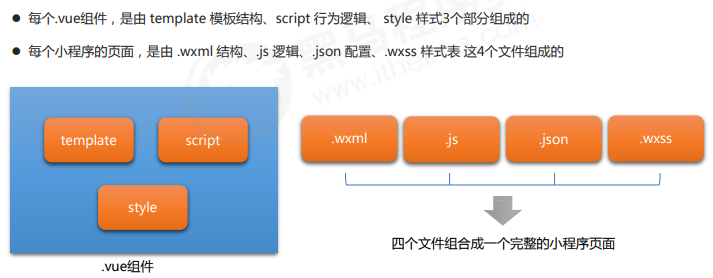 每个.vue组件，是由 template 模板结构、script 行为逻辑、 style 样式3个部分组成的
每个小程序的页面，是由 .wxml 结构、.js 逻辑、.json 配置、.wxss 样式表 这4个文件组成的
template
script
style
.vue组件
.wxml
.js
.json
.wxss
四个文件组合成一个完整的小程序页面